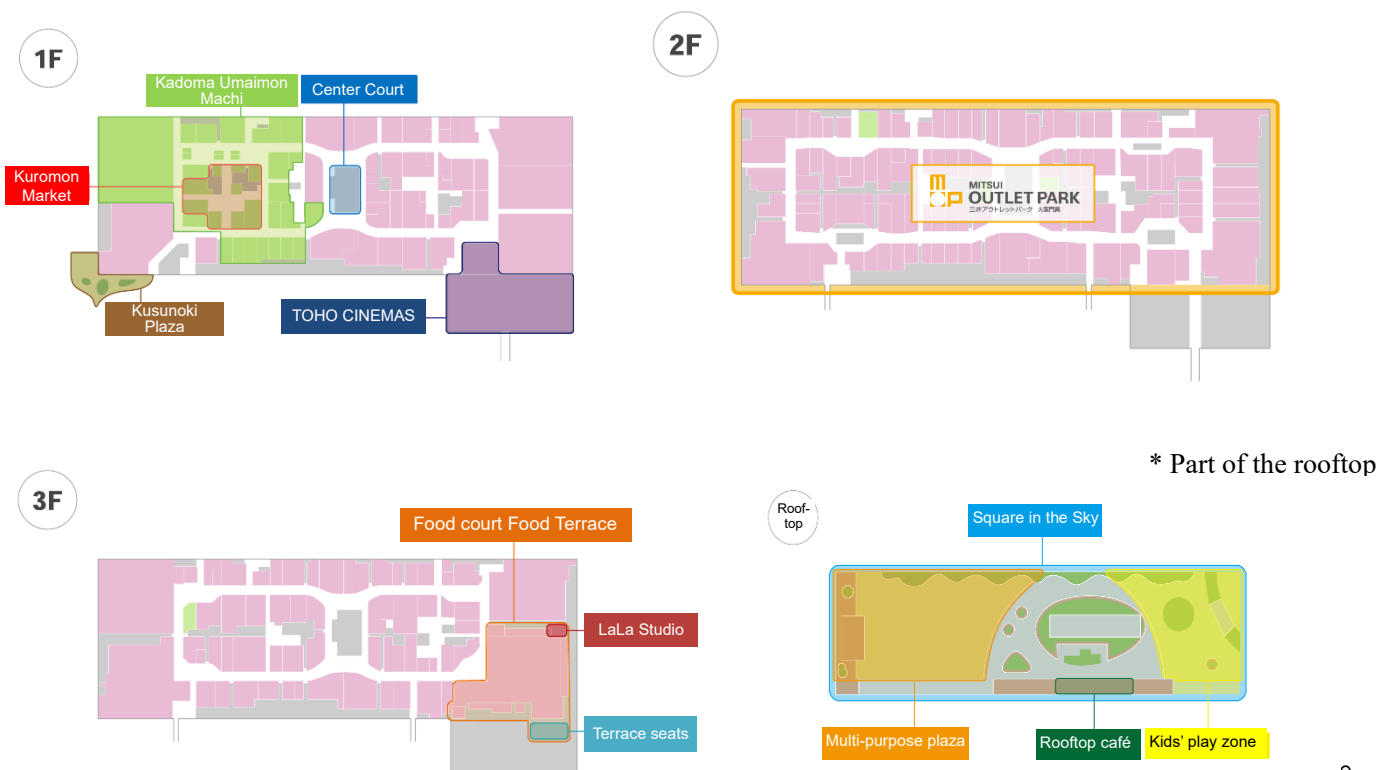 1F
Kadoma Umaimon
Machi
Center Court
Kuromon
Market
Kusunoki
Plaza
TOHO CINEMAS
2F
MITSUI
OUTLET PARK
三井アウトレットパーク 大阪門真
* Part of the rooftop
3F
Food court Food Terrace
LaLa Studio
Terrace seats
Roof-
top
Square in the Sky
Multi-purpose plaza
Rooftop café
Kids' play zone